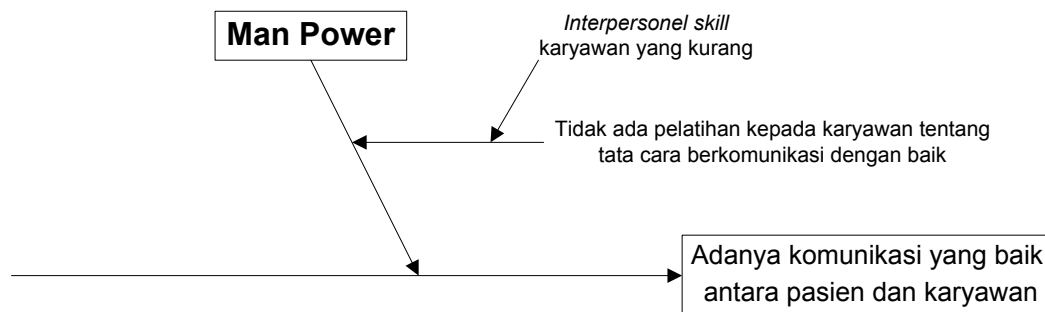 Man Power
Interpersonel skill
karyawan yang kurang
Tidak ada pelatihan kepada karyawan tentang
tata cara berkomunikasi dengan baik
Adanya komunikasi yang baik
antara pasien dan karyawan